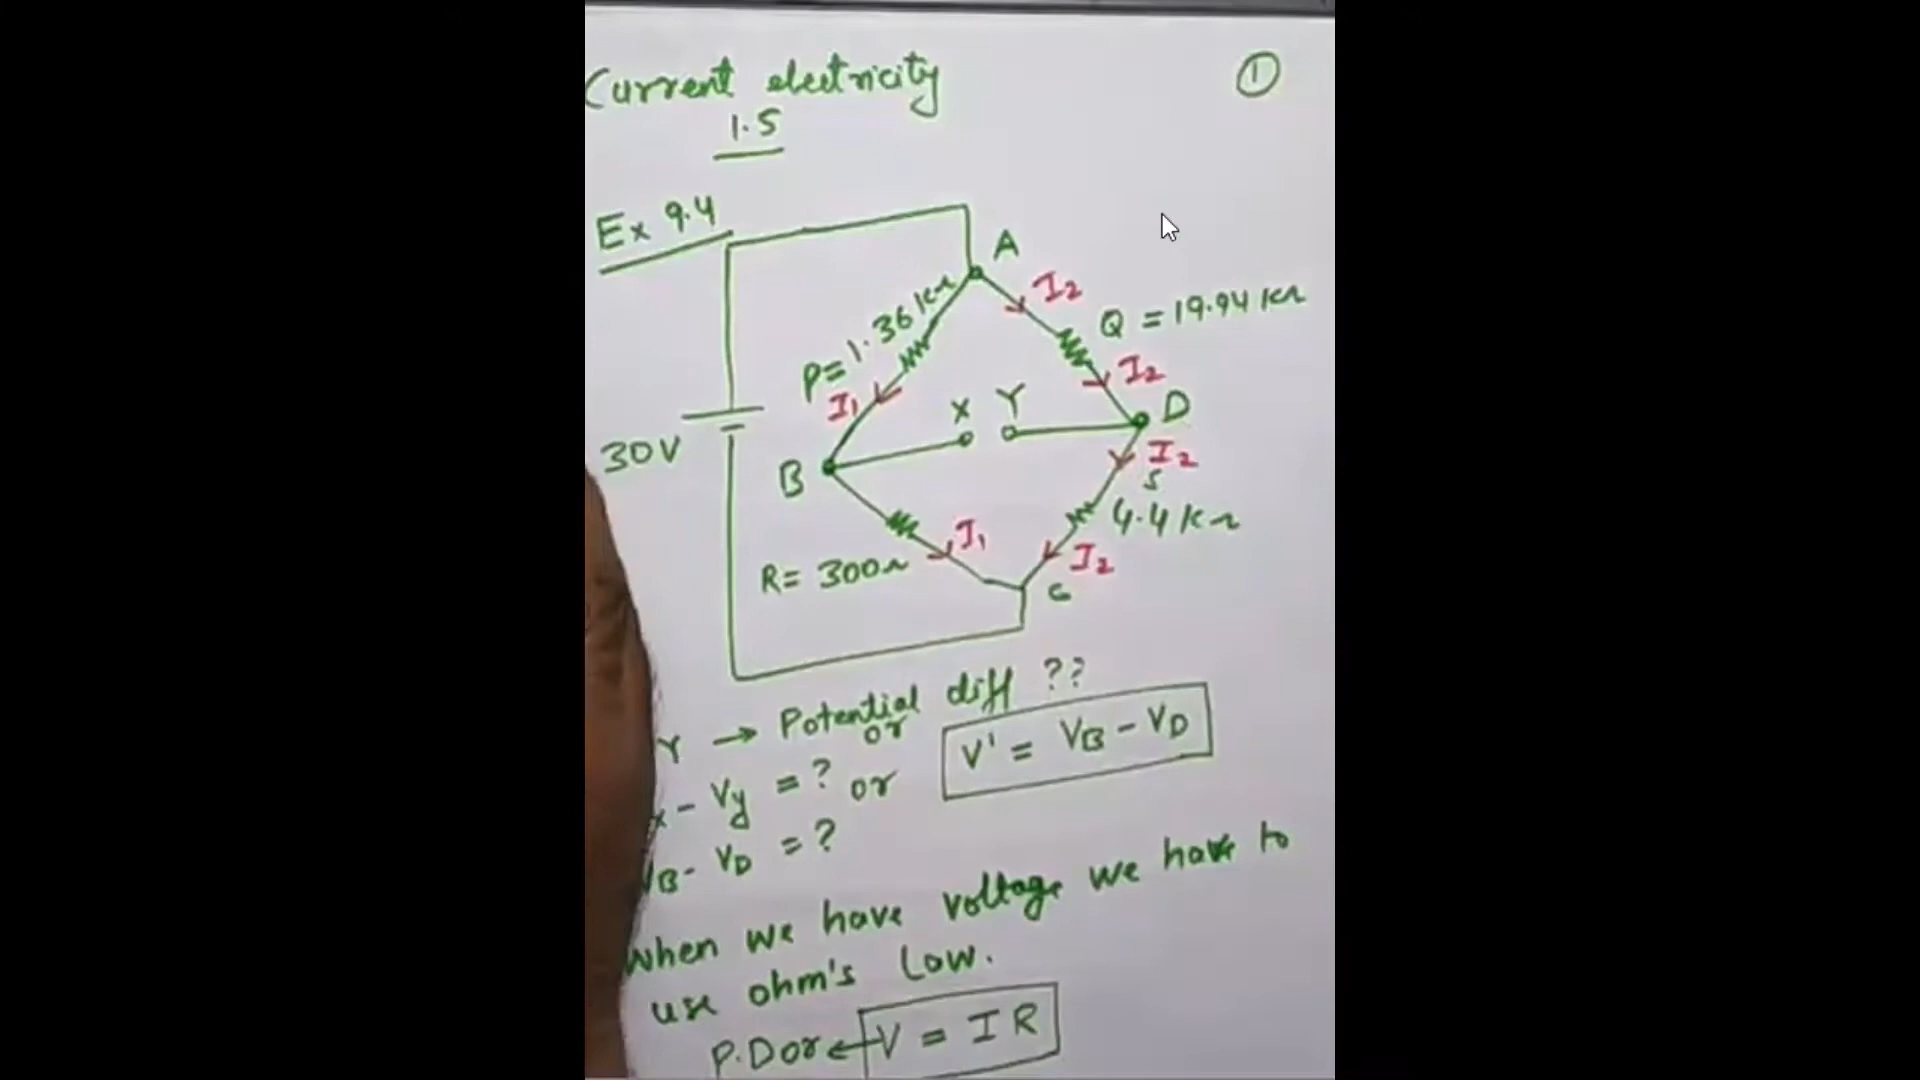 Current electricity
1
1.5
Ex 9.4
A
I2
P= 1.36 KΩ
Q = 19.94 KΩ
I1
I2
X Y
D
30V
B
I2
S
4.4 KΩ
I1
I2
R= 300Ω
C
Y → Potential diff ??
or
V' = VB - VD
x - Vy = ? or
VB - VD = ?
when we have voltage we have to
use ohm's Low.
P.D or ← V = IR